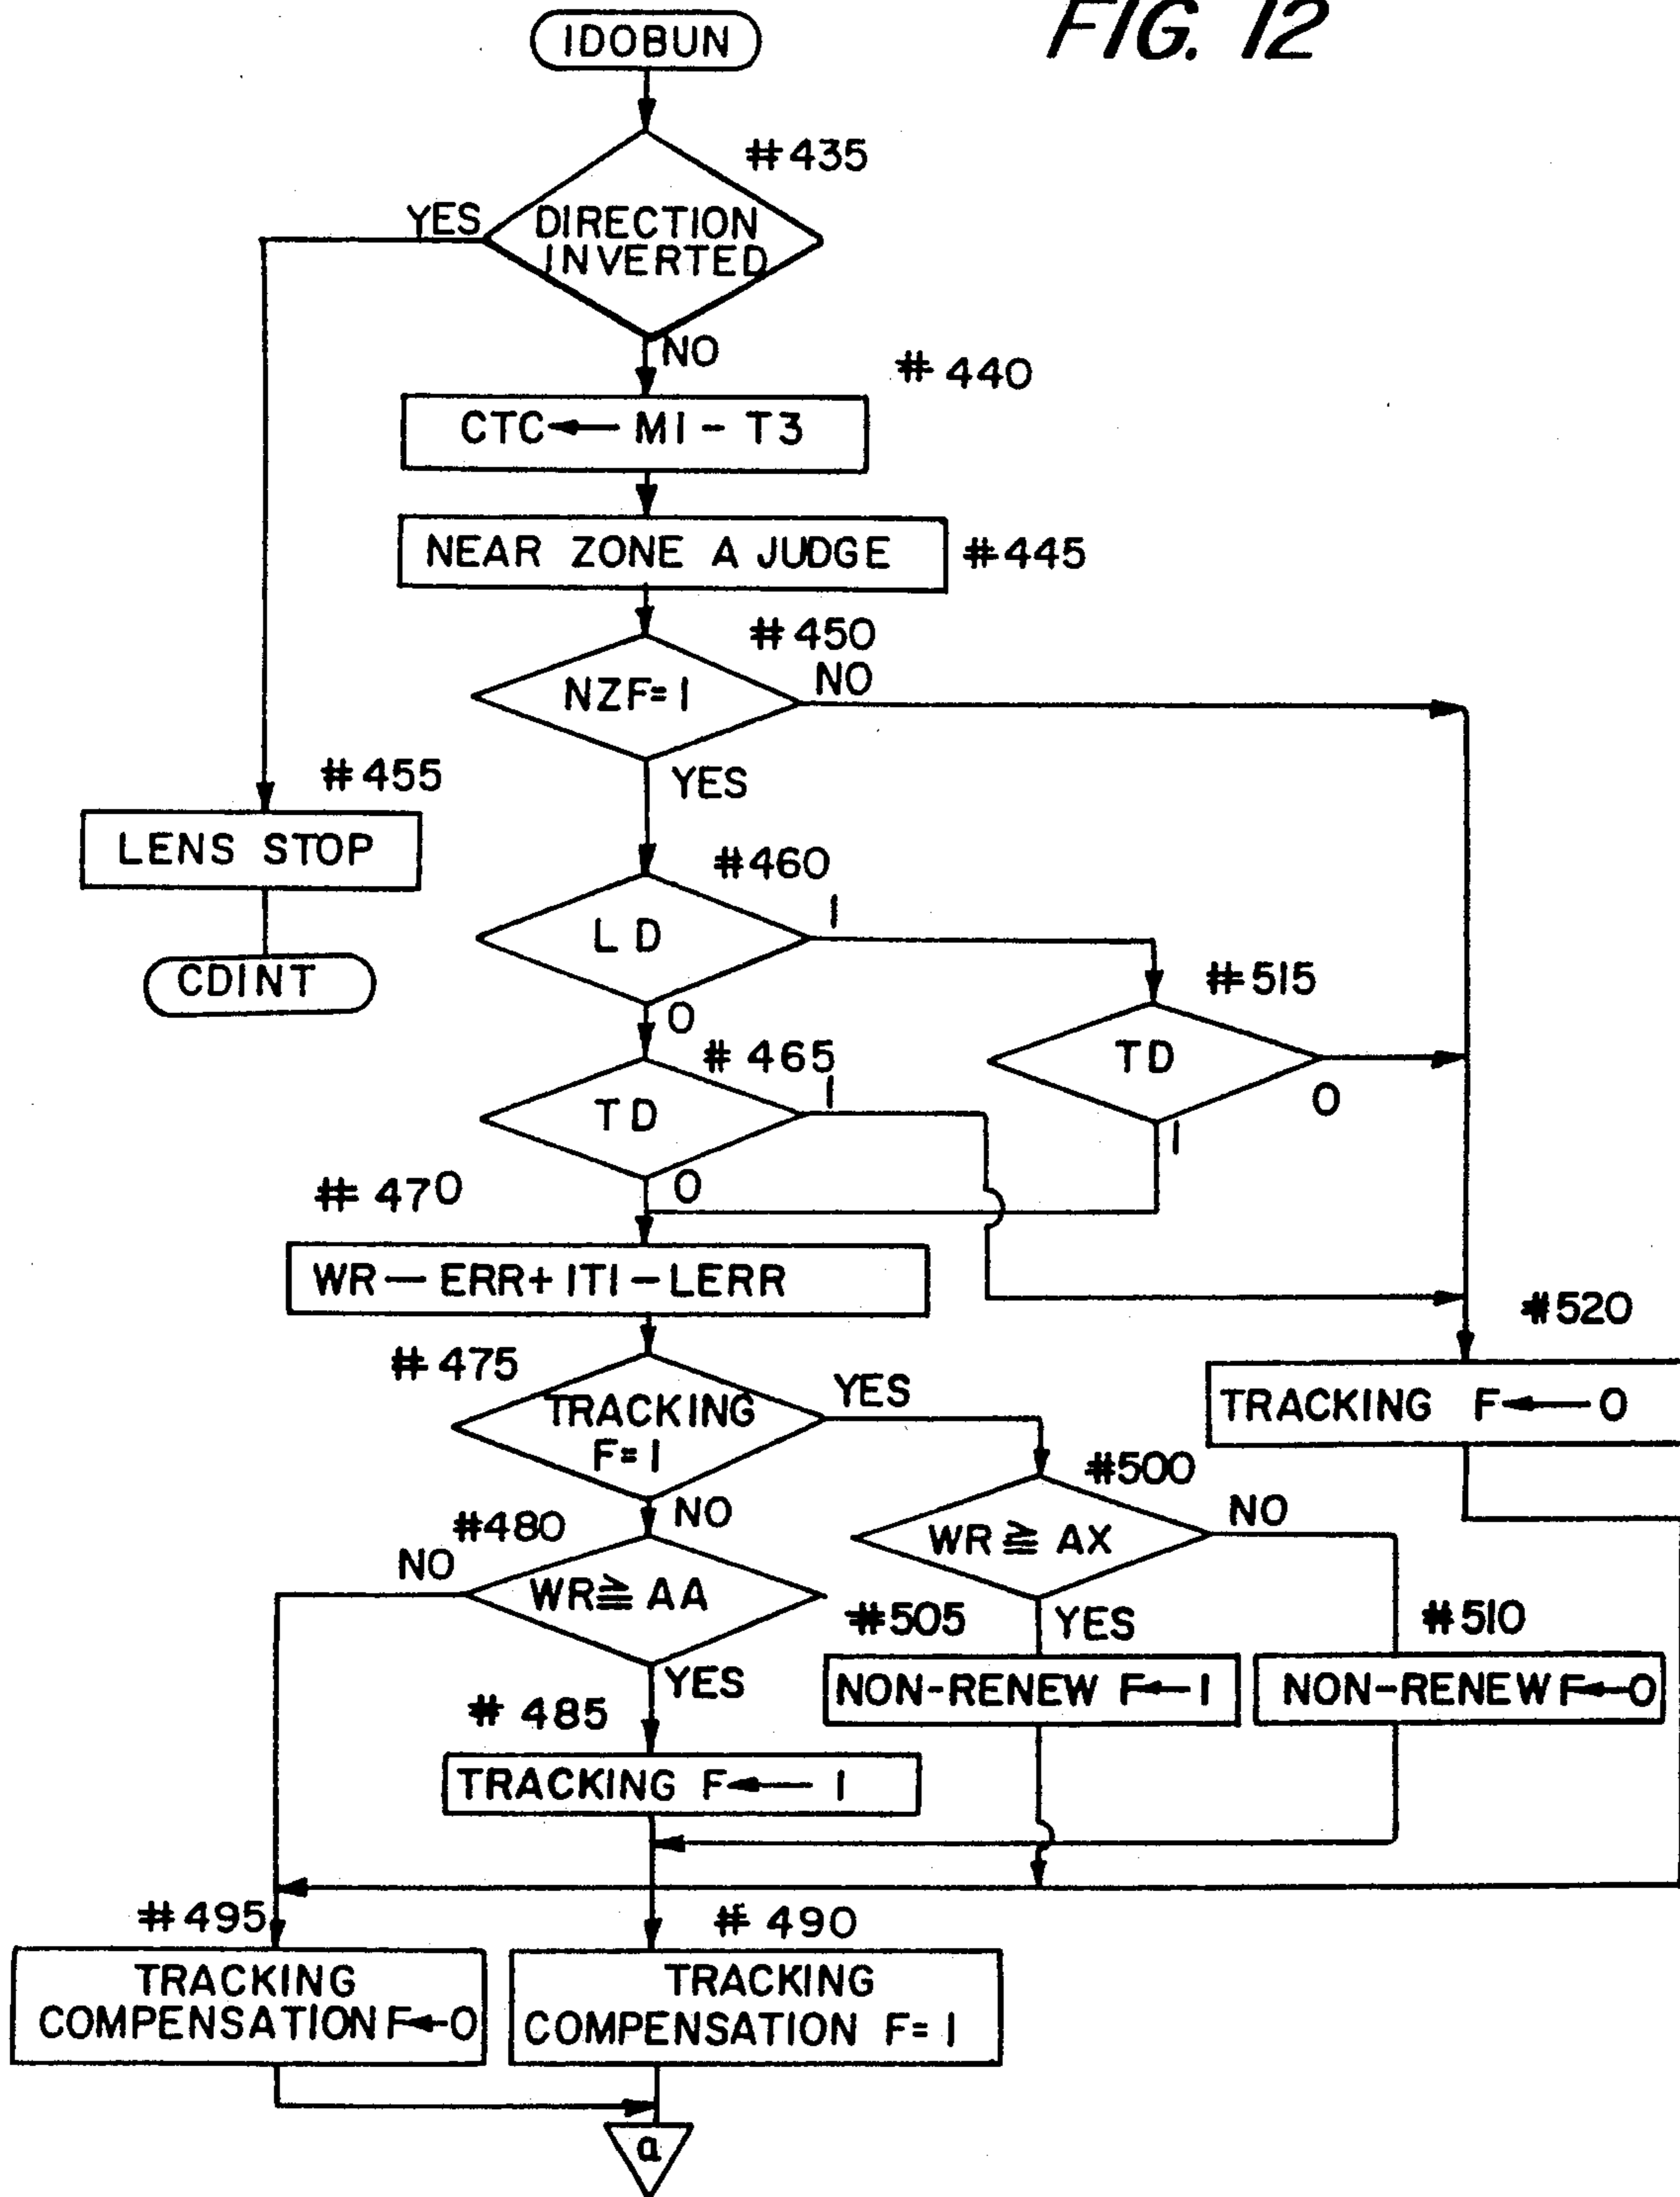 FIG. 12
IDOBUN
#435
YES
DIRECTION
INVERTED
NO
#440
CTC ← MI - T3
NEAR ZONE A JUDGE
#445
#450
NZF=1
NO
YES
#455
LENS STOP
CDINT
#460
LD
1
0
#515
TD
0
1
#465
TD
1
0
#470
WR — ERR + ITI - LERR
#475
TRACKING
F=1
YES
NO
#520
TRACKING F ← 0
#500
WR ≧ AX
NO
YES
#480
NO
WR ≧ AA
YES
#505
NON-RENEW F ← 1
#510
NON-RENEW F ← 0
#485
TRACKING F ← 1
#495
TRACKING
COMPENSATION F ← 0
#490
TRACKING
COMPENSATION F = 1
a